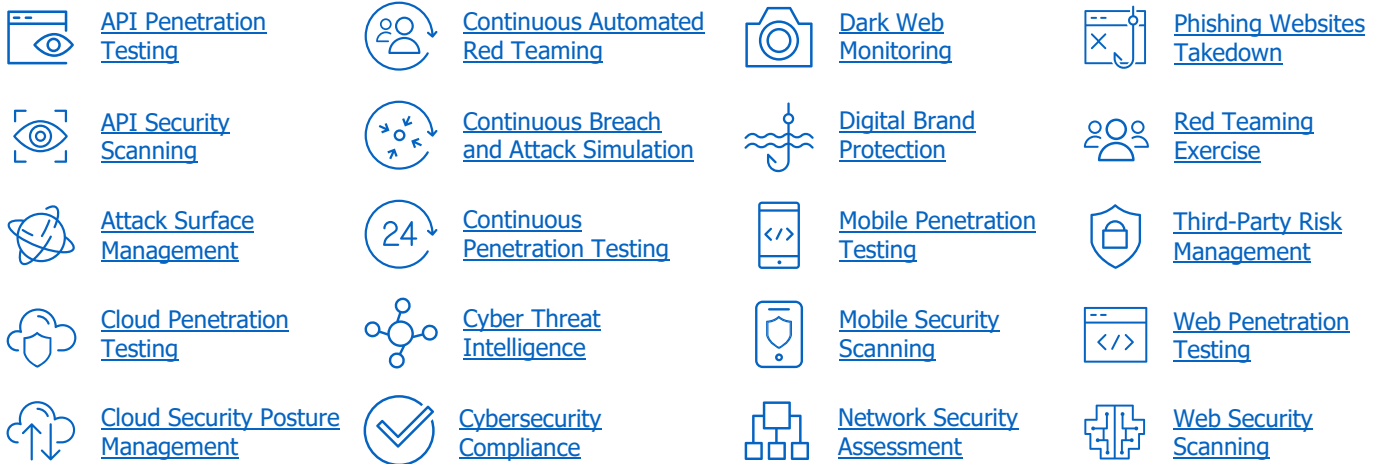 API Penetration
Testing
API Security
Scanning
Attack Surface
Management
Cloud Penetration
Testing
Cloud Security Posture
Management
Continuous Automated
Red Teaming
Continuous Breach
and Attack Simulation
24
Continuous
Penetration Testing
Cyber Threat
Intelligence
Cybersecurity
Compliance
Dark Web
Monitoring
Digital Brand
Protection
</>
Mobile Penetration
Testing
Mobile Security
Scanning
Network Security
Assessment
Phishing Websites
Takedown
Red Teaming
Exercise
Third-Party Risk
Management
</>
Web Penetration
Testing
Web Security
Scanning